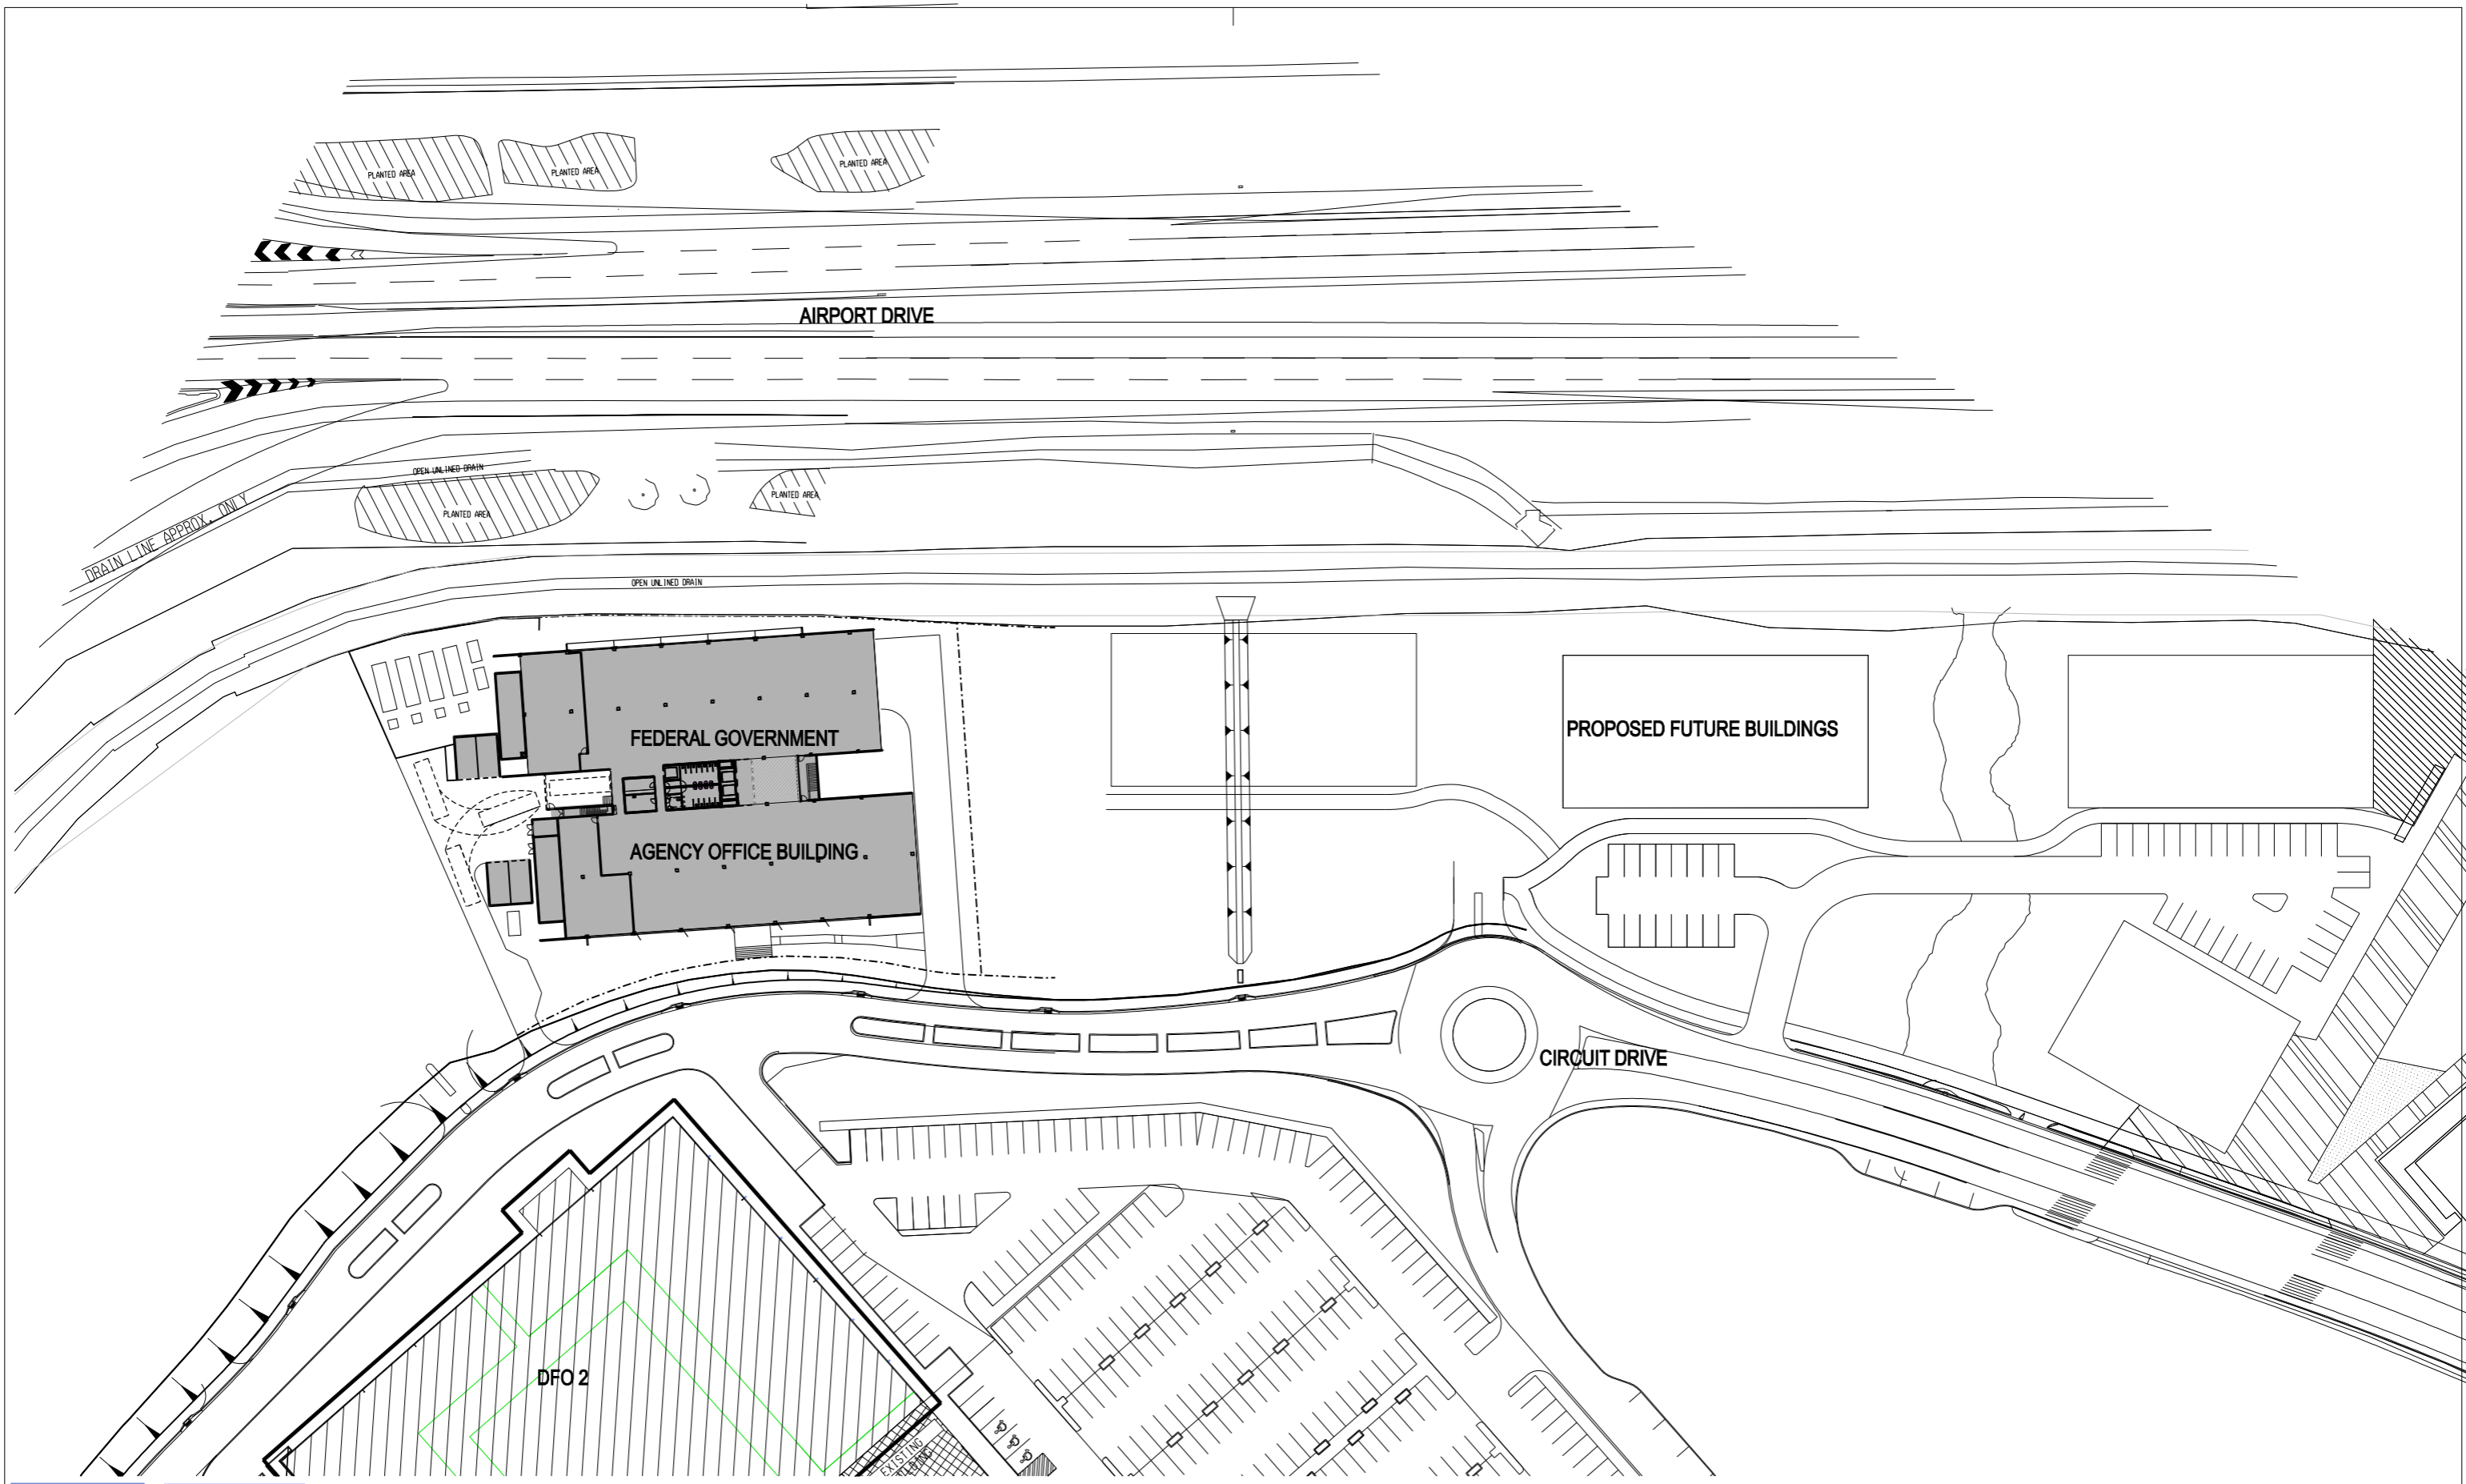 PLANTED AREA
PLANTED AREA
PLANTED AREA
AIRPORT DRIVE
OPEN UNLINED DRAIN
PLANTED AREA
PLANTED AREA
DRAIN LINE APPROX. ONLY
OPEN UNLINED DRAIN
FEDERAL GOVERNMENT
AGENCY OFFICE BUILDING
PROPOSED FUTURE BUILDINGS
CIRCUIT DRIVE
DFO 2
EXISTING